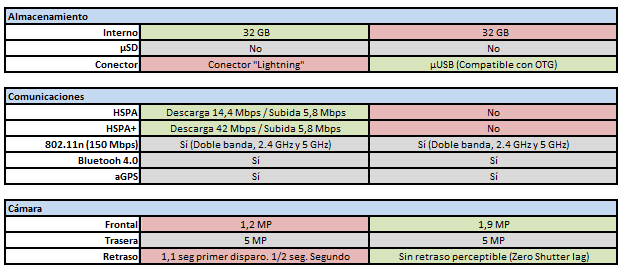 Almacenamiento
Interno 32 GB 32 GB
µSD No No
Conector Conector "Lightning" µUSB (Compatible con OTG)
Comunicaciones
HSPA Descarga 14,4 Mbps / Subida 5,8 Mbps No
HSPA+ Descarga 42 Mbps / Subida 5,8 Mbps No
802.11n (150 Mbps) Sí (Doble banda, 2.4 GHz y 5 GHz) Sí (Doble banda, 2.4 GHz y 5 GHz)
Bluetooh 4.0 Sí Sí
aGPS Sí Sí
Cámara
Frontal 1,2 MP 1,9 MP
Trasera 5 MP 5 MP
Retraso 1,1 seg primer disparo. 1/2 seg. Segundo Sin retraso perceptible (Zero Shutter lag)